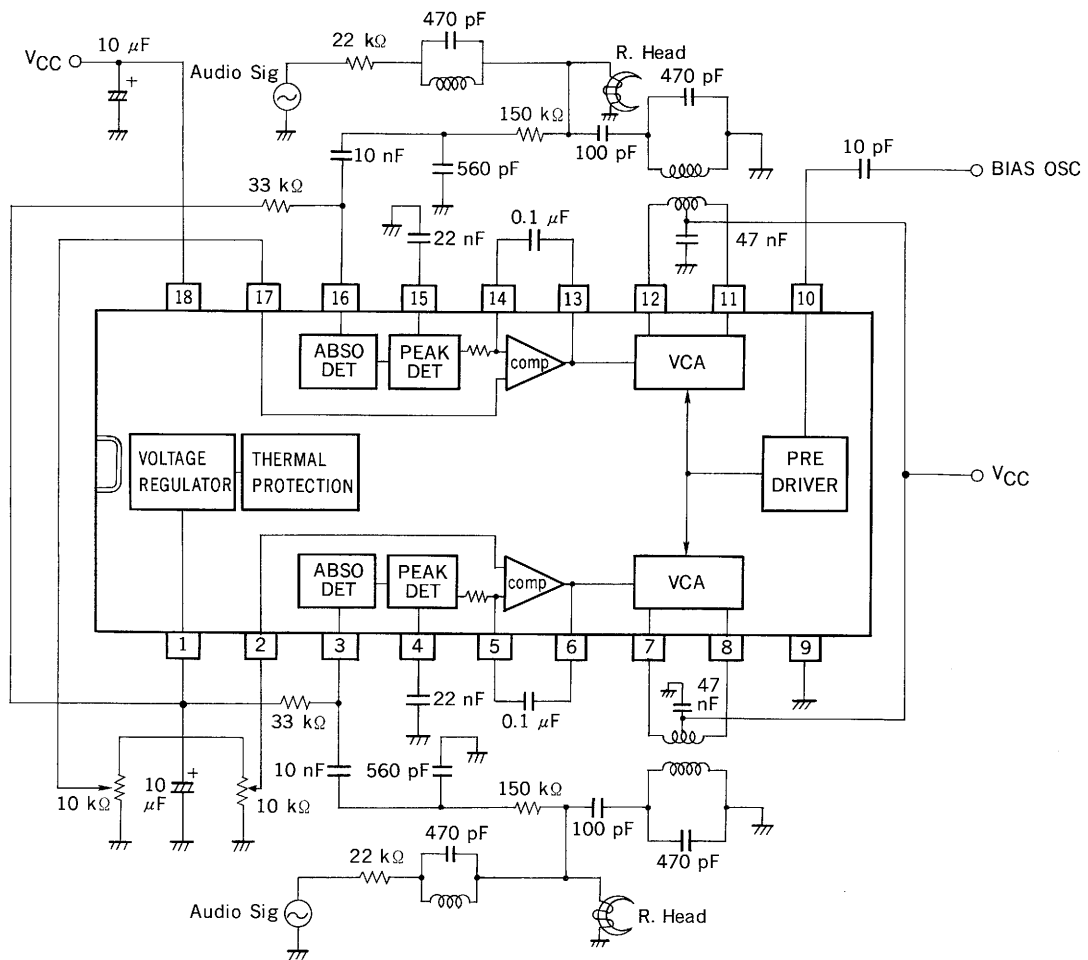 470 pF
10 μF
22 kΩ
R. Head
VCC
Audio Sig
470 pF
150 kΩ
10 nF
560 pF
100 pF
10 pF
BIAS OSC
33 kΩ
0.1 μF
22 nF
47 nF
18
17
16
15
14
13
12
11
10
ABSO
DET
PEAK
DET
comp
VCA
VOLTAGE
REGULATOR
THERMAL
PROTECTION
PRE
DRIVER
VCC
ABSO
DET
PEAK
DET
comp
VCA
1
2
3
4
5
6
7
8
9
33 kΩ
22 nF
0.1 μF
47
nF
10 nF
560 pF
150 kΩ
10 kΩ
10
μF
10 kΩ
100 pF
470 pF
470 pF
22 kΩ
Audio Sig
R. Head